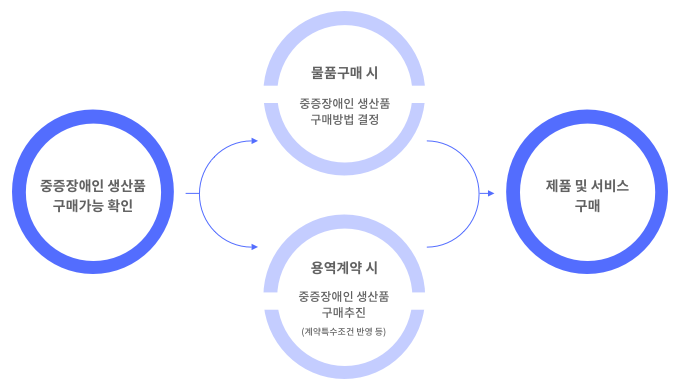 중증장애인 생산품
구매가능 확인
물품구매 시
중증장애인 생산품
구매방법 결정
용역계약 시
중증장애인 생산품
구매추진
(계약특수조건 반영 등)
제품 및 서비스
구매